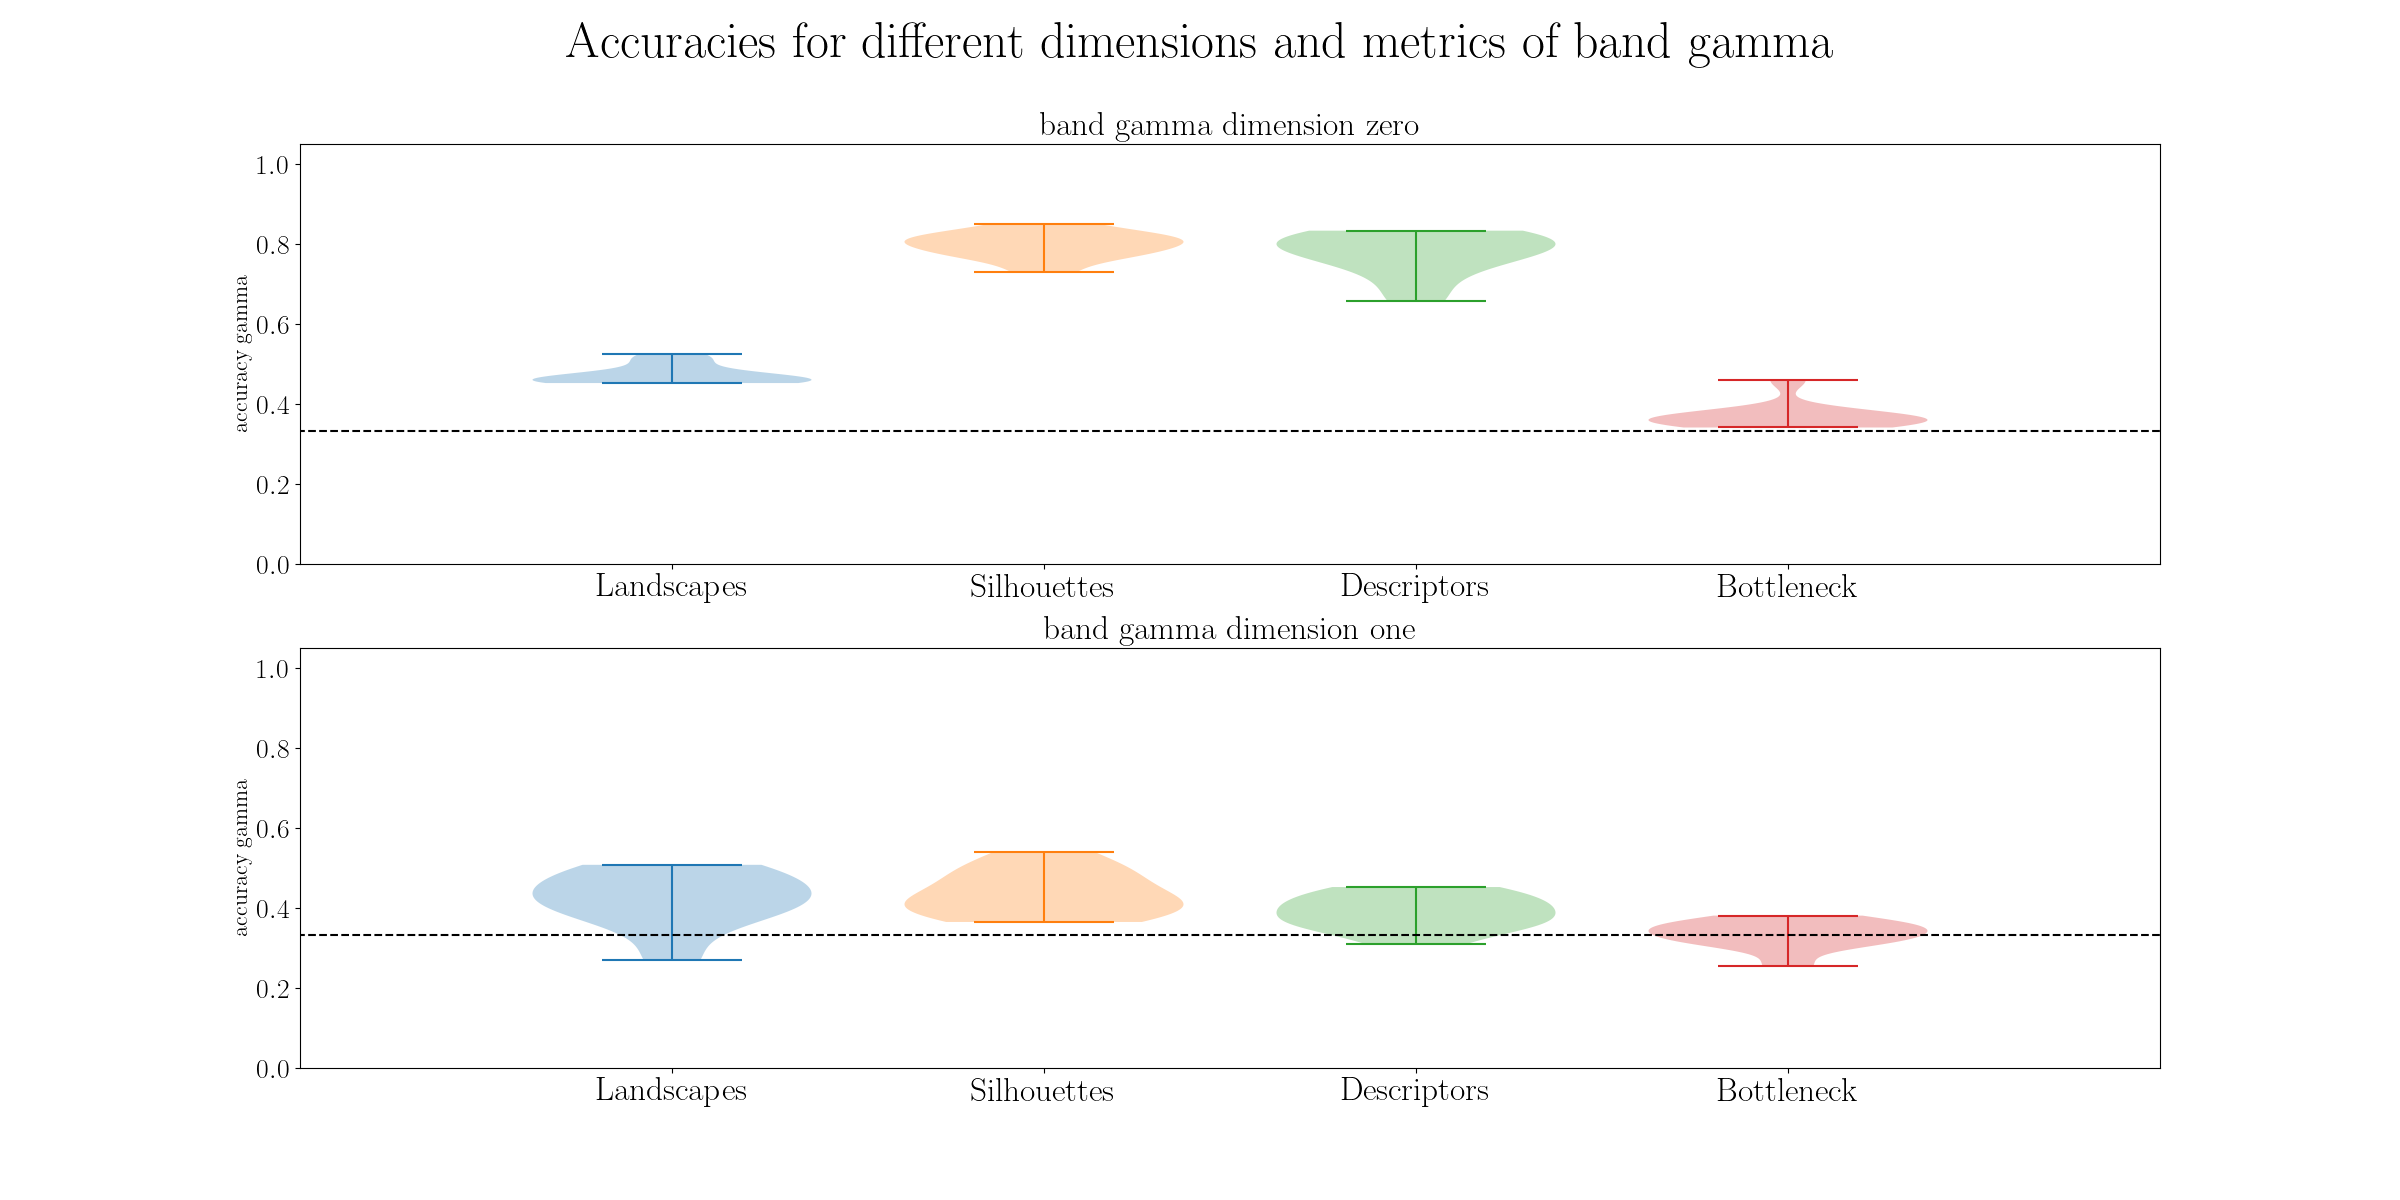 Accuracies for different dimensions and metrics of band gamma
band gamma dimension zero
accuracy gamma
1.0
0.8
0.6
0.4
0.2
0.0
Landscapes Silhouettes Descriptors Bottleneck
band gamma dimension one
accuracy gamma
1.0
0.8
0.6
0.4
0.2
0.0
Landscapes Silhouettes Descriptors Bottleneck